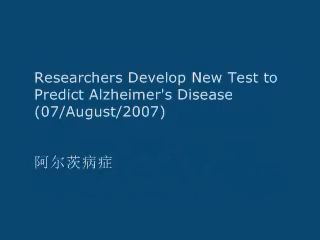 Researchers Develop New Test to
Predict Alzheimer's Disease
(07/August/2007)
阿尔茨病症